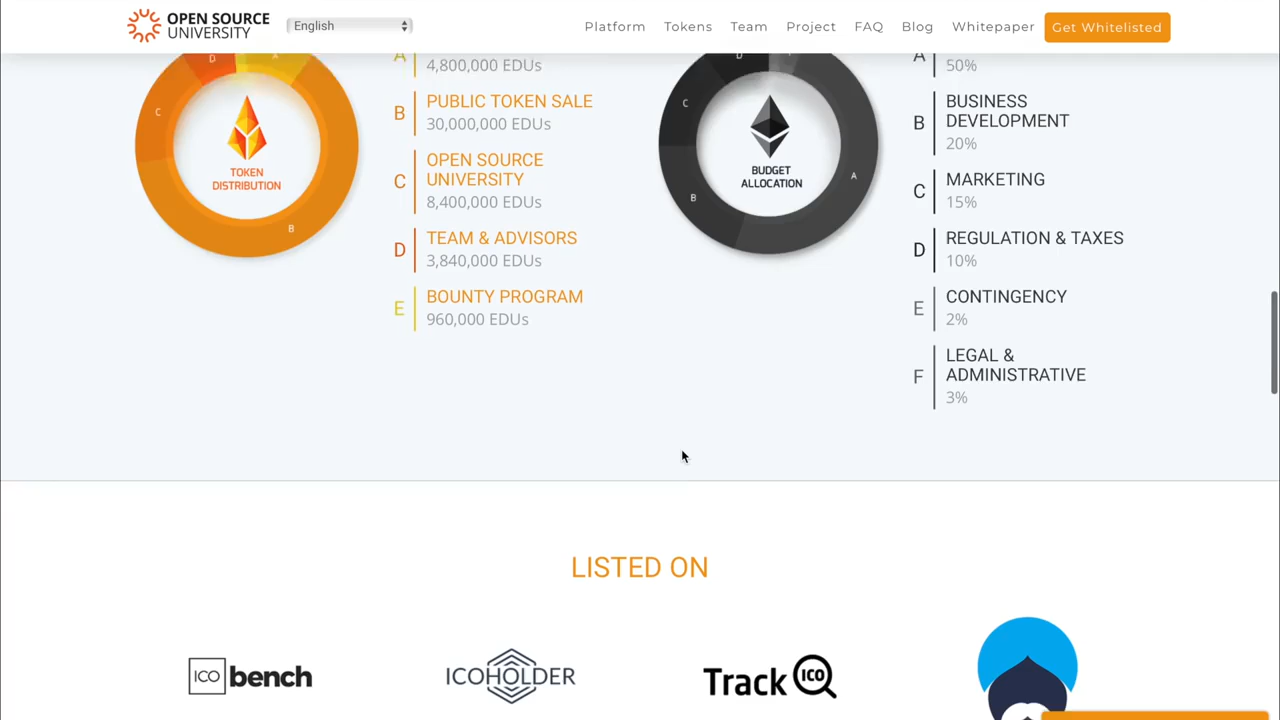 OPEN SOURCE
UNIVERSITY
English
Platform Tokens Team Project FAQ Blog Whitepaper Get Whitelisted
D A
C
B
TOKEN
DISTRIBUTION
A
4,800,000 EDUs
B
PUBLIC TOKEN SALE
30,000,000 EDUs
C
OPEN SOURCE
UNIVERSITY
8,400,000 EDUs
D
TEAM & ADVISORS
3,840,000 EDUs
E
BOUNTY PROGRAM
960,000 EDUs
D
C
A
B
BUDGET
ALLOCATION
A
50%
B
BUSINESS
DEVELOPMENT
20%
C
MARKETING
15%
D
REGULATION & TAXES
10%
E
CONTINGENCY
2%
F
LEGAL &
ADMINISTRATIVE
3%
LISTED ON
ICO bench
ICOHOLDER
Track ICO